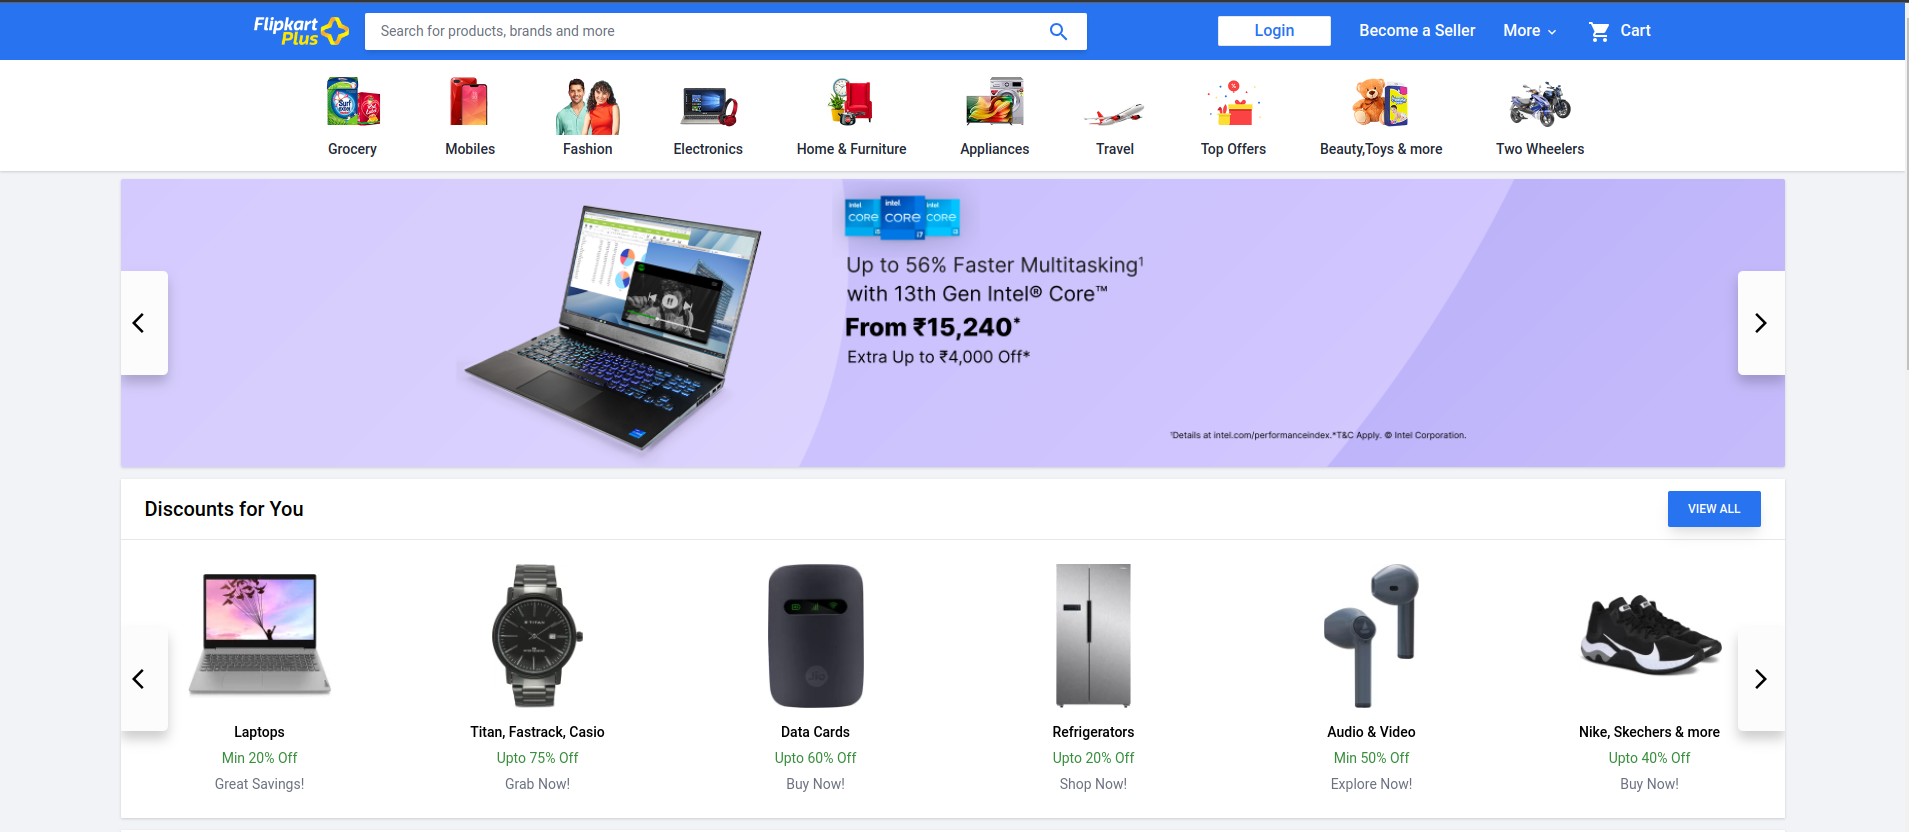 Flipkart
Plus
Search for products, brands and more
Login
Become a Seller
More
Cart
Grocery
Mobiles
Fashion
Electronics
Home & Furniture
Appliances
Travel
Top Offers
Beauty,Toys & more
Two Wheelers
intel
CORE
intel
CORE
i7
intel
CORE
Up to 56% Faster Multitasking¹
with 13th Gen Intel® Core™
From ₹15,240*
Extra Up to ₹4,000 Off*
¹Details at intel.com/performanceindex.*T&C Apply. © Intel Corporation.
Discounts for You
VIEW ALL
TITAN
Jio
Laptops
Titan, Fastrack, Casio
Data Cards
Refrigerators
Audio & Video
Nike, Skechers & more
Min 20% Off
Upto 75% Off
Upto 60% Off
Upto 20% Off
Min 50% Off
Upto 40% Off
Great Savings!
Grab Now!
Buy Now!
Shop Now!
Explore Now!
Buy Now!